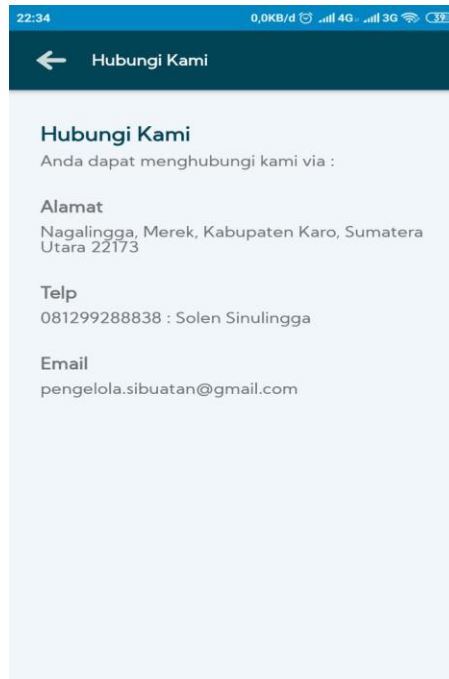 22:34 0,0KB/d 4G 3G 39
Hubungi Kami
Hubungi Kami
Anda dapat menghubungi kami via :
Alamat
Nagalingga, Merek, Kabupaten Karo, Sumatera
Utara 22173
Telp
081299288838 : Solen Sinulingga
Email
pengelola.sibuatan@gmail.com